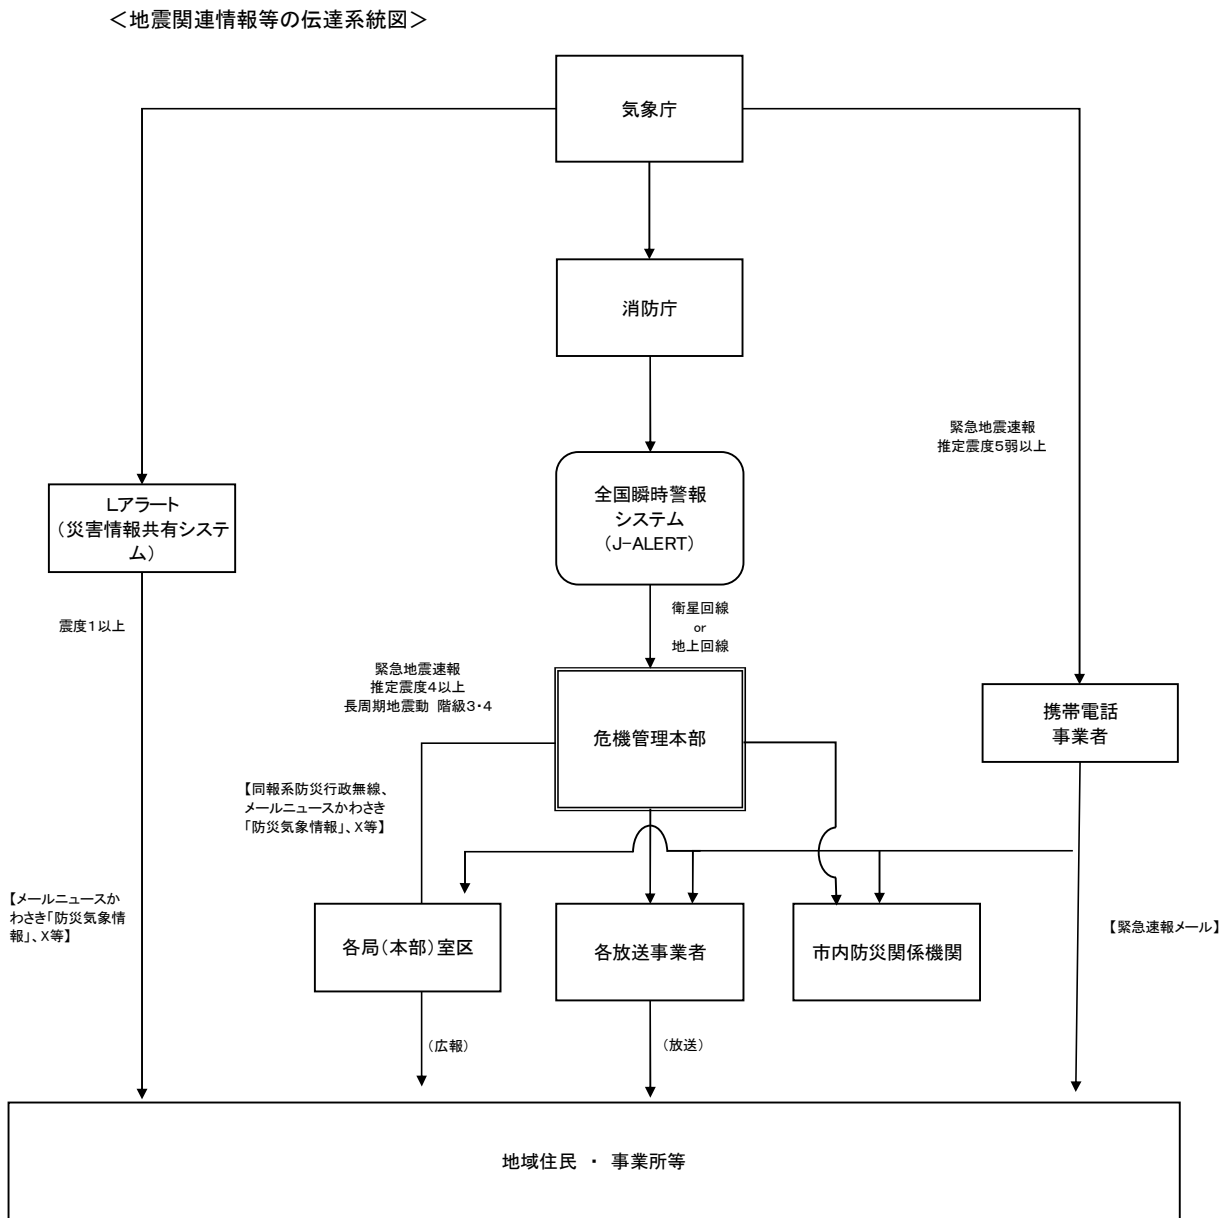 ＜地震関連情報等の伝達系統図＞
気象庁
消防庁
緊急地震速報
推定震度５弱以上
Lアラート
（災害情報共有システ
ム）
全国瞬時警報
システム
（J-ALERT）
震度１以上
衛星回線
or
地上回線
緊急地震速報
推定震度４以上
長周期地震動 階級３・４
危機管理本部
携帯電話
事業者
【同報系防災行政無線、
メールニュースかわさき
「防災気象情報」、X等】
【メールニュースか
わさき「防災気象情
報」、X等】
各局（本部）室区
各放送事業者
市内防災関係機関
【緊急速報メール】
（広報）
（放送）
地域住民 ・ 事業所等